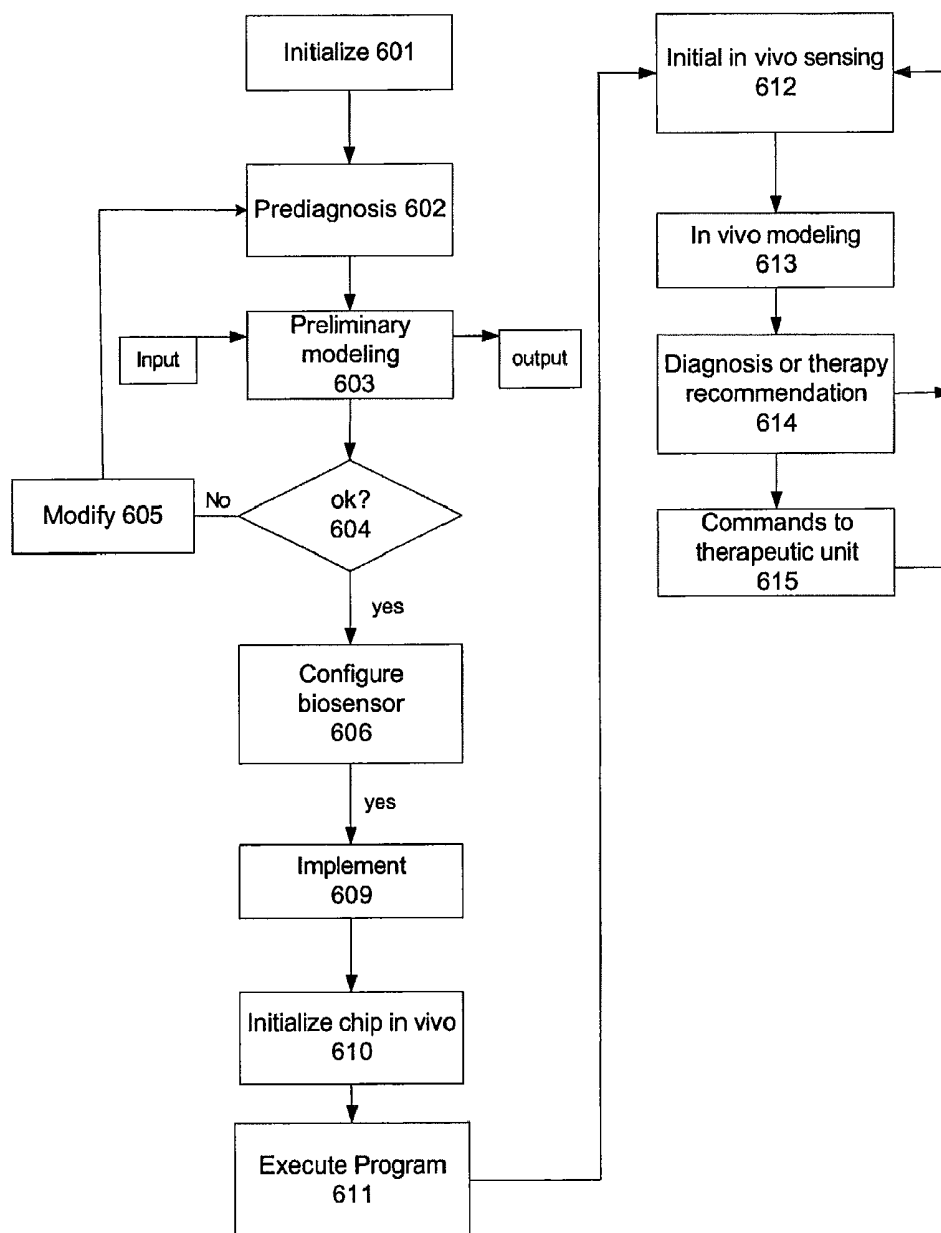 Initialize 601
Prediagnosis 602
Input
Preliminary
modeling
603
output
Modify 605
No
ok?
604
yes
Configure
biosensor
606
yes
Implement
609
Initialize chip in vivo
610
Execute Program
611
Initial in vivo sensing
612
In vivo modeling
613
Diagnosis or therapy
recommendation
614
Commands to
therapeutic unit
615